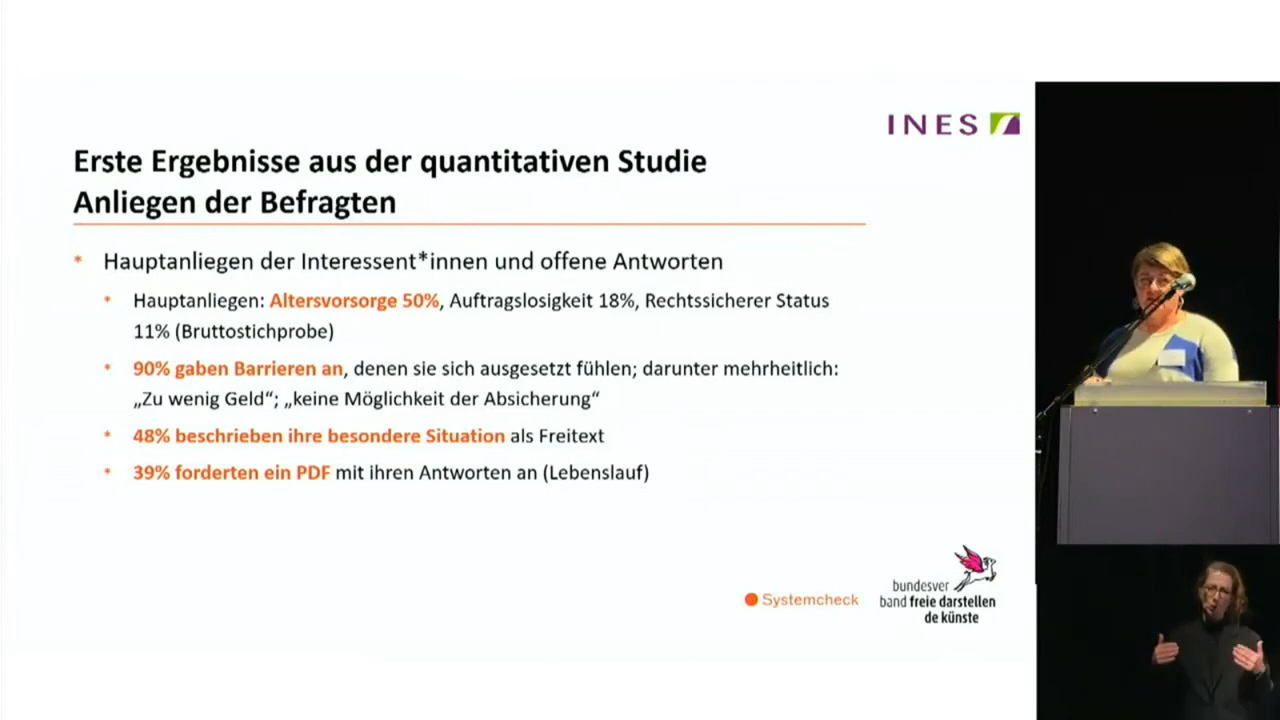 INES
Erste Ergebnisse aus der quantitativen Studie
Anliegen der Befragten
* Hauptanliegen der Interessent*innen und offene Antworten
* Hauptanliegen: Altersvorsorge 50%, Auftragslosigkeit 18%, Rechtssicherer Status
11% (Bruttostichprobe)
* 90% gaben Barrieren an, denen sie sich ausgesetzt fühlen; darunter mehrheitlich:
„Zu wenig Geld“; „keine Möglichkeit der Absicherung“
* 48% beschrieben ihre besondere Situation als Freitext
* 39% forderten ein PDF mit ihren Antworten an (Lebenslauf)
Systemcheck
bundesver
band freie darstellen
de künste